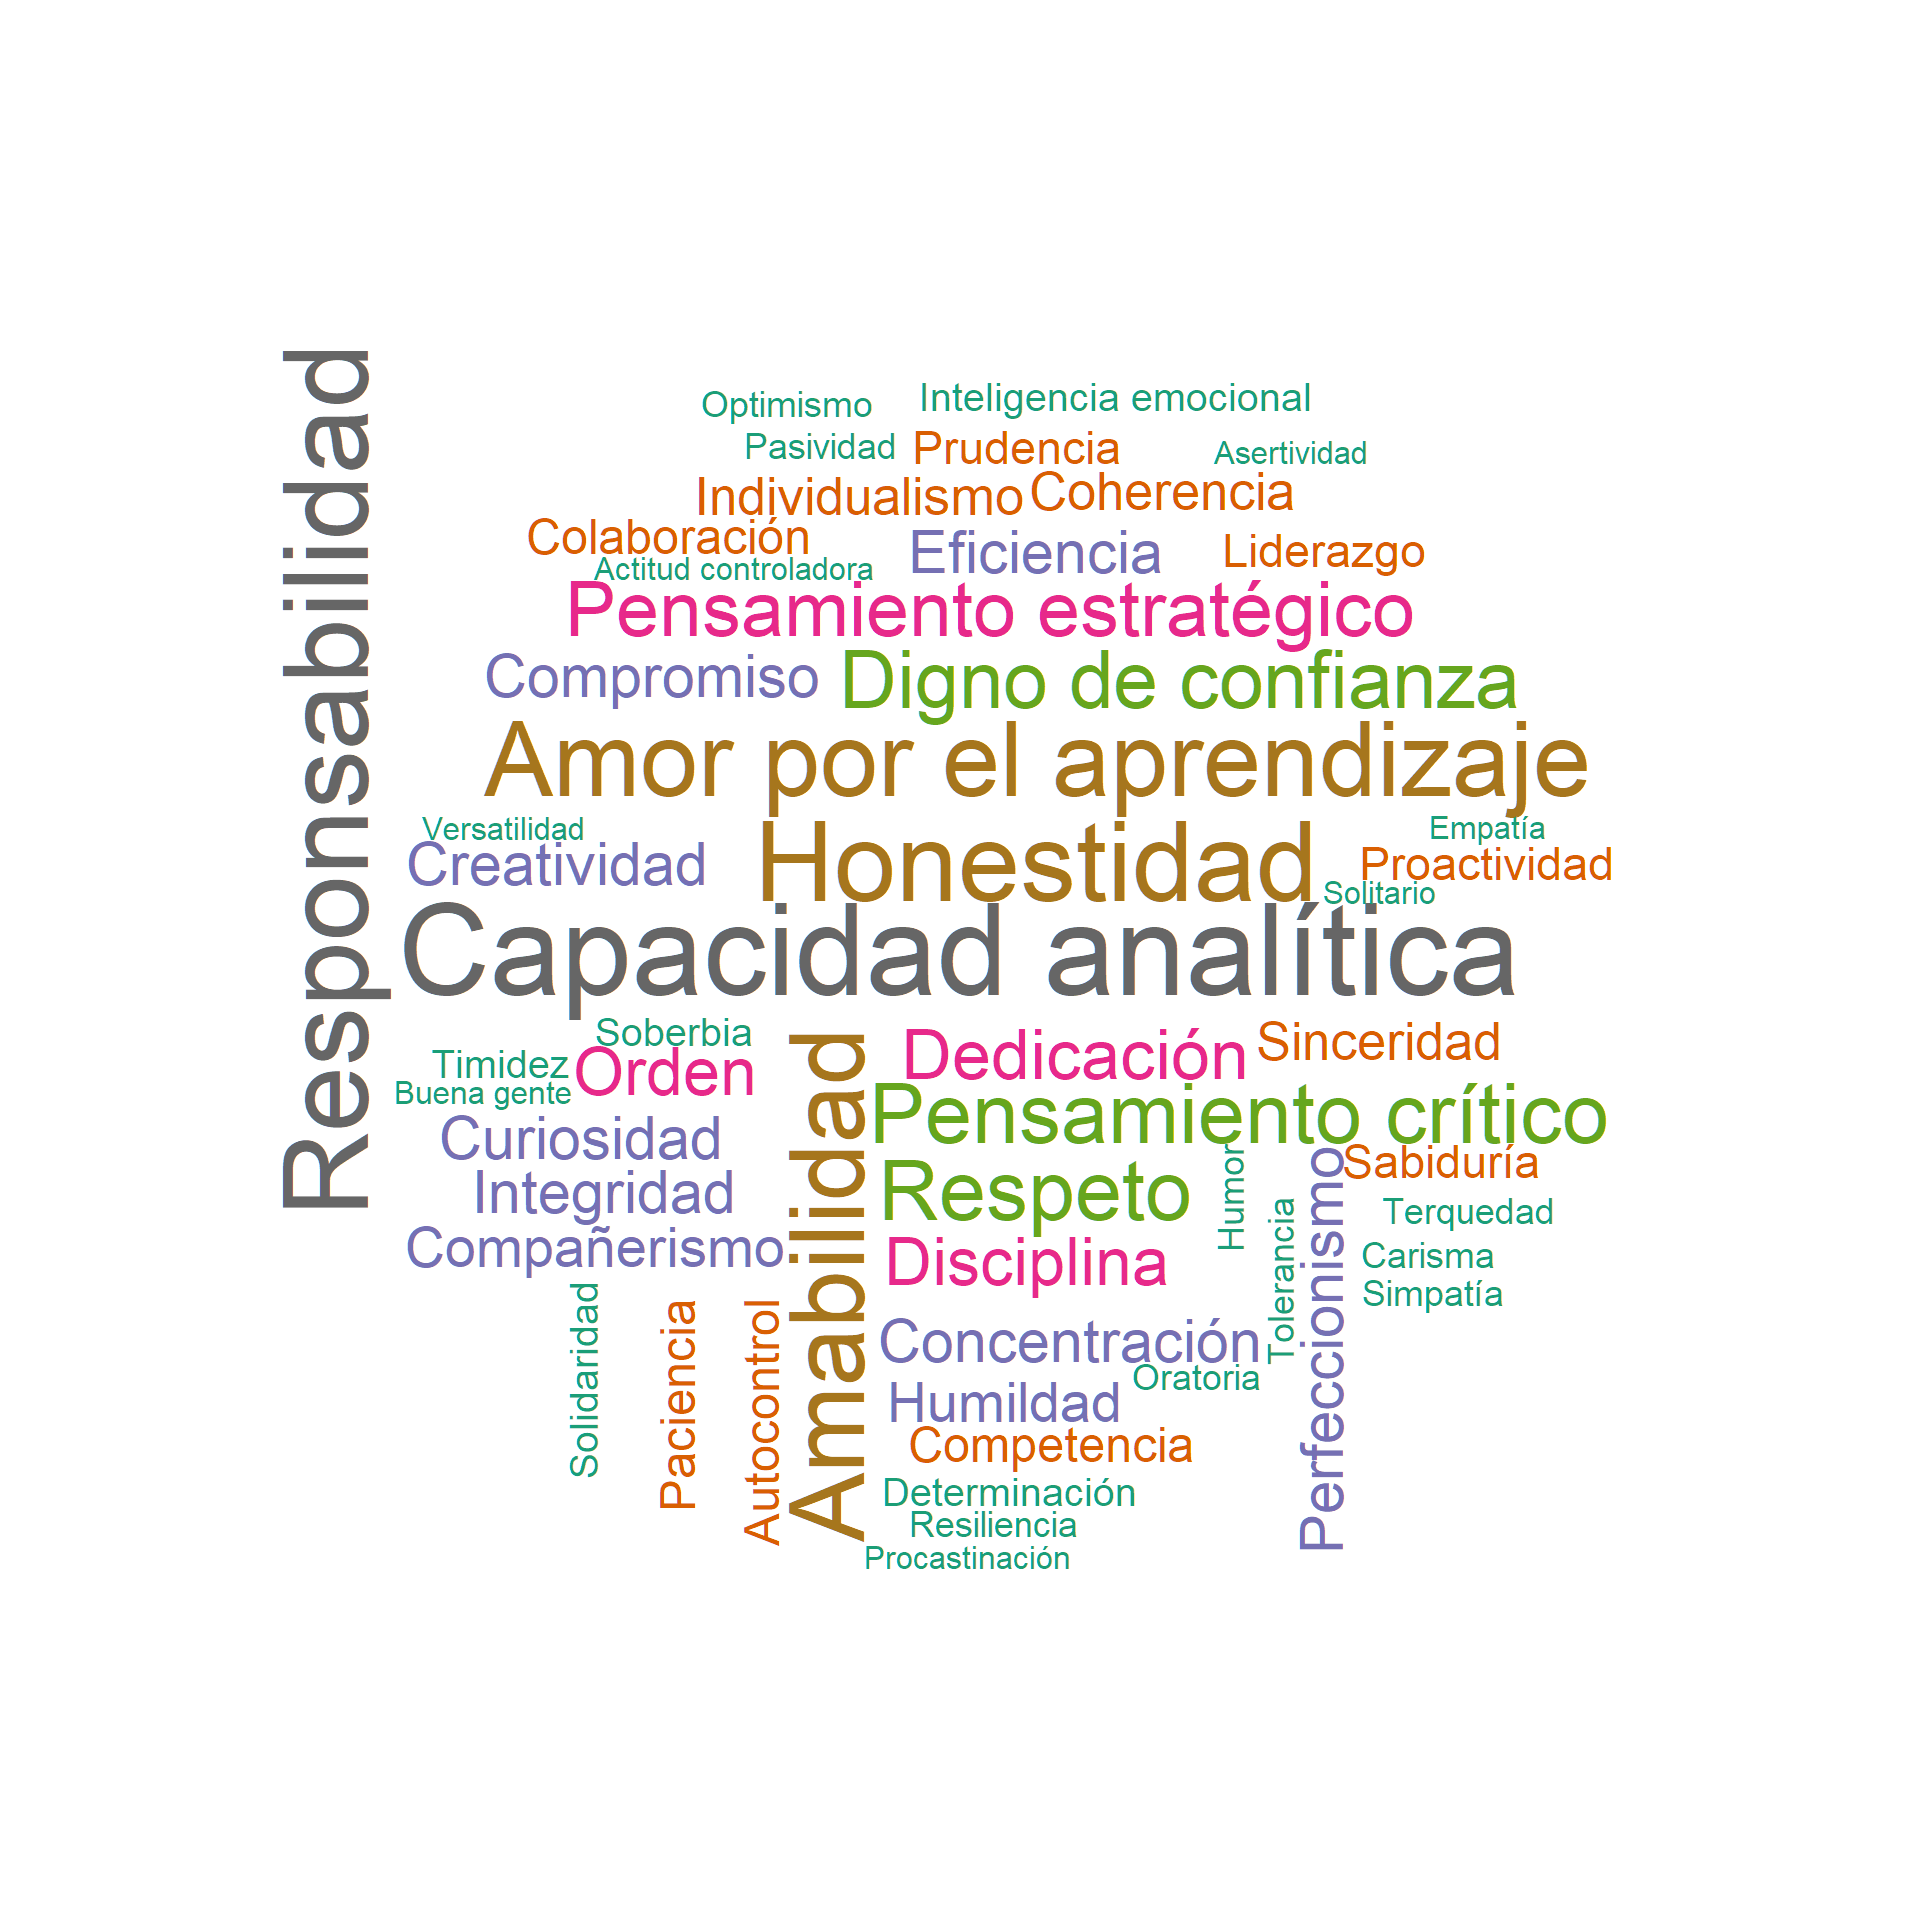 Responsabilidad
Optimismo
Inteligencia emocional
Pasividad
Prudencia
Asertividad
Individualismo
Coherencia
Colaboración
Eficiencia
Liderazgo
Actitud controladora
Pensamiento estratégico
Compromiso
Digno de confianza
Amor por el aprendizaje
Versatilidad
Honestidad
Empatía
Creatividad
Proactividad
Solitario
Capacidad analítica
Soberbia
Dedicación
Sinceridad
Timidez
Orden
Buena gente
Amabilidad
Pensamiento crítico
Curiosidad
Sabiduría
Integridad
Respeto
Humor
Tolerancia
Perfeccionismo
Terquedad
Compañerismo
Disciplina
Carisma
Simpatía
Solidaridad
Paciencia
Autocontrol
Concentración
Oratoria
Humildad
Competencia
Determinación
Resiliencia
Procastinación